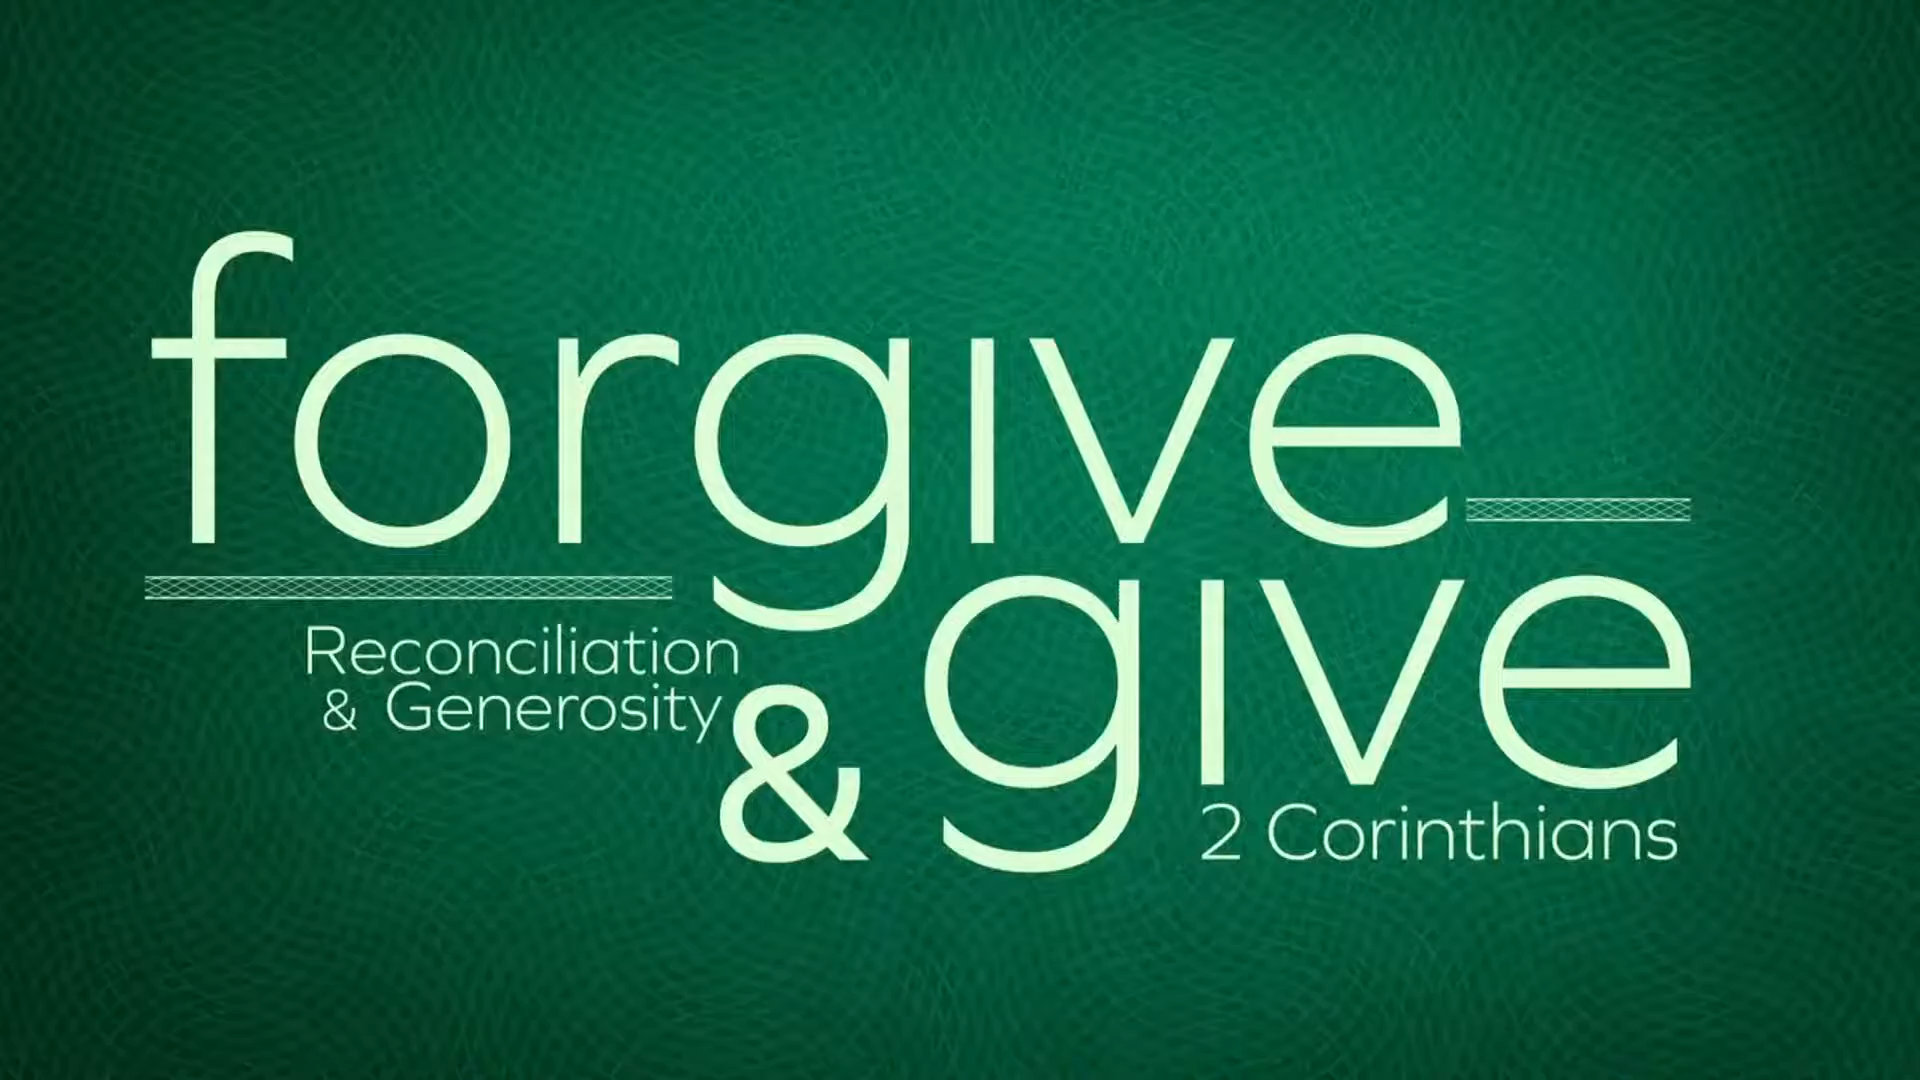 forgive
Reconciliation
& Generosity
& give
2 Corinthians